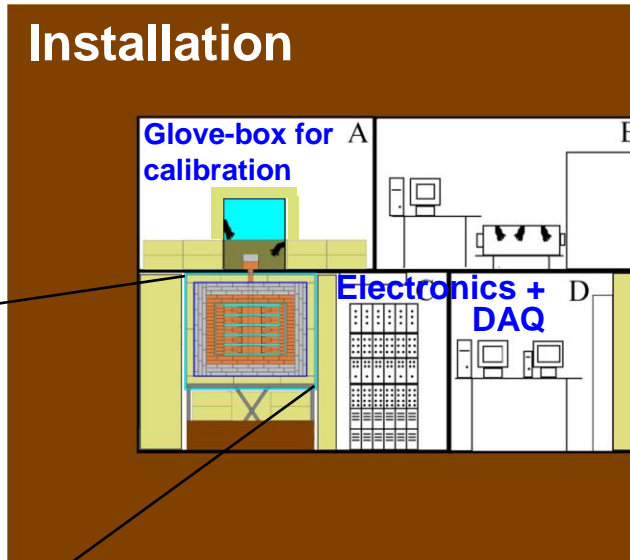 Installation
Glove-box for A
calibration
B
Electronics + C
DAQ D